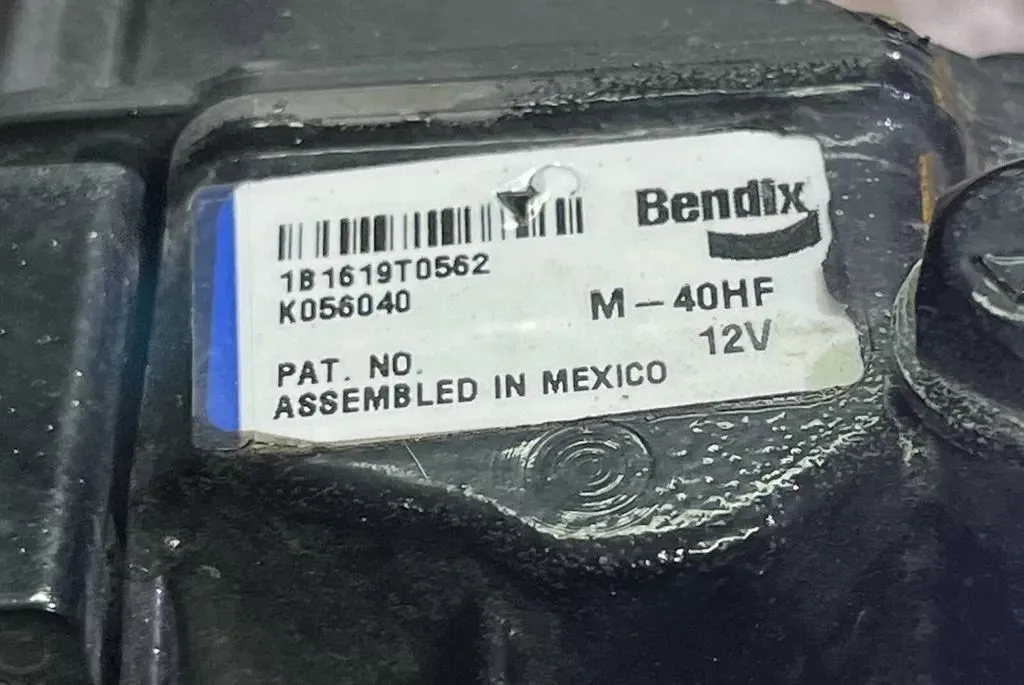 Bendix
1B1619T0562
K056040
M-40HF
12V
PAT. NO.
ASSEMBLED IN MEXICO